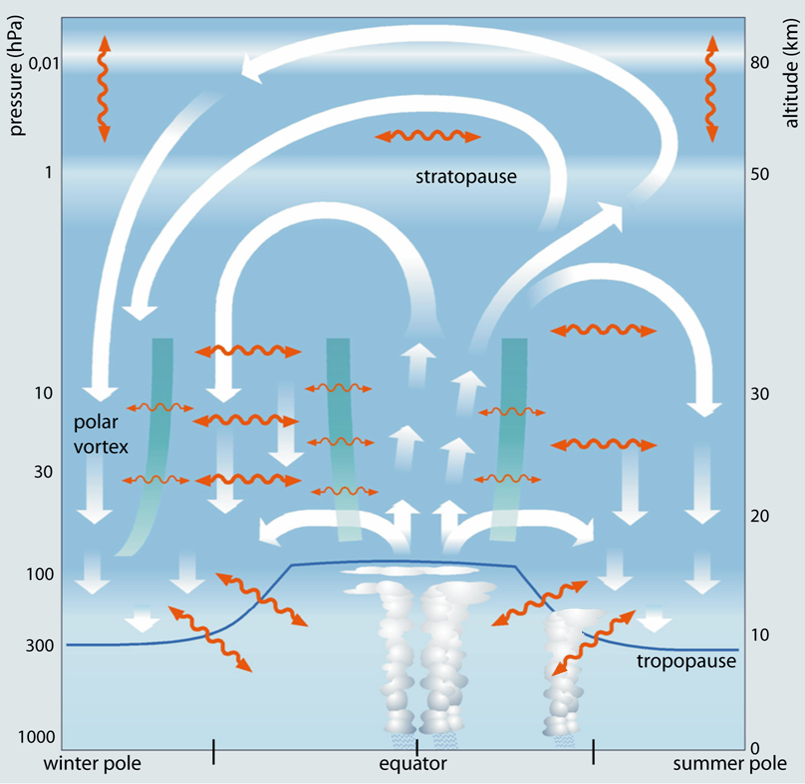 pressure (hPa)
altitude (km)
0,01
80
1
stratopause
50
10
30
polar
vortex
30
20
100
300
10
tropopause
1000
0
winter pole
equator
summer pole